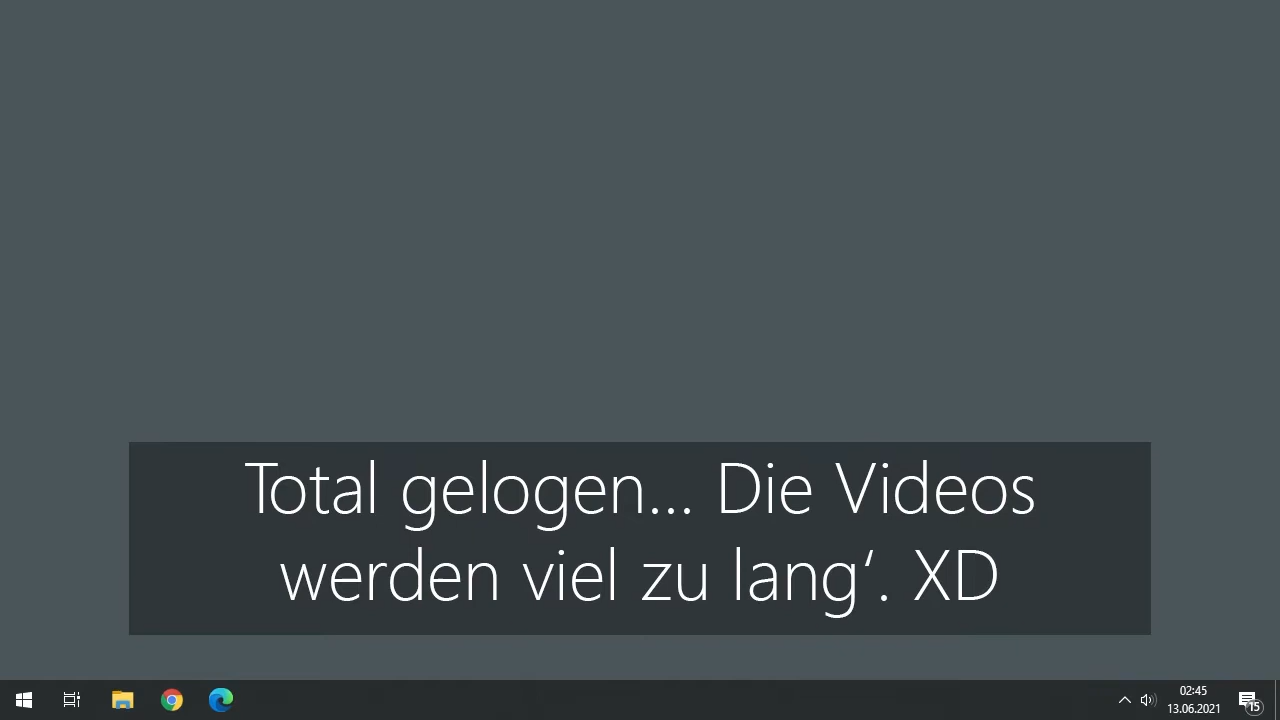 Total gelogen... Die Videos
werden viel zu lang‘. XD
02:45
13.06.2021
15